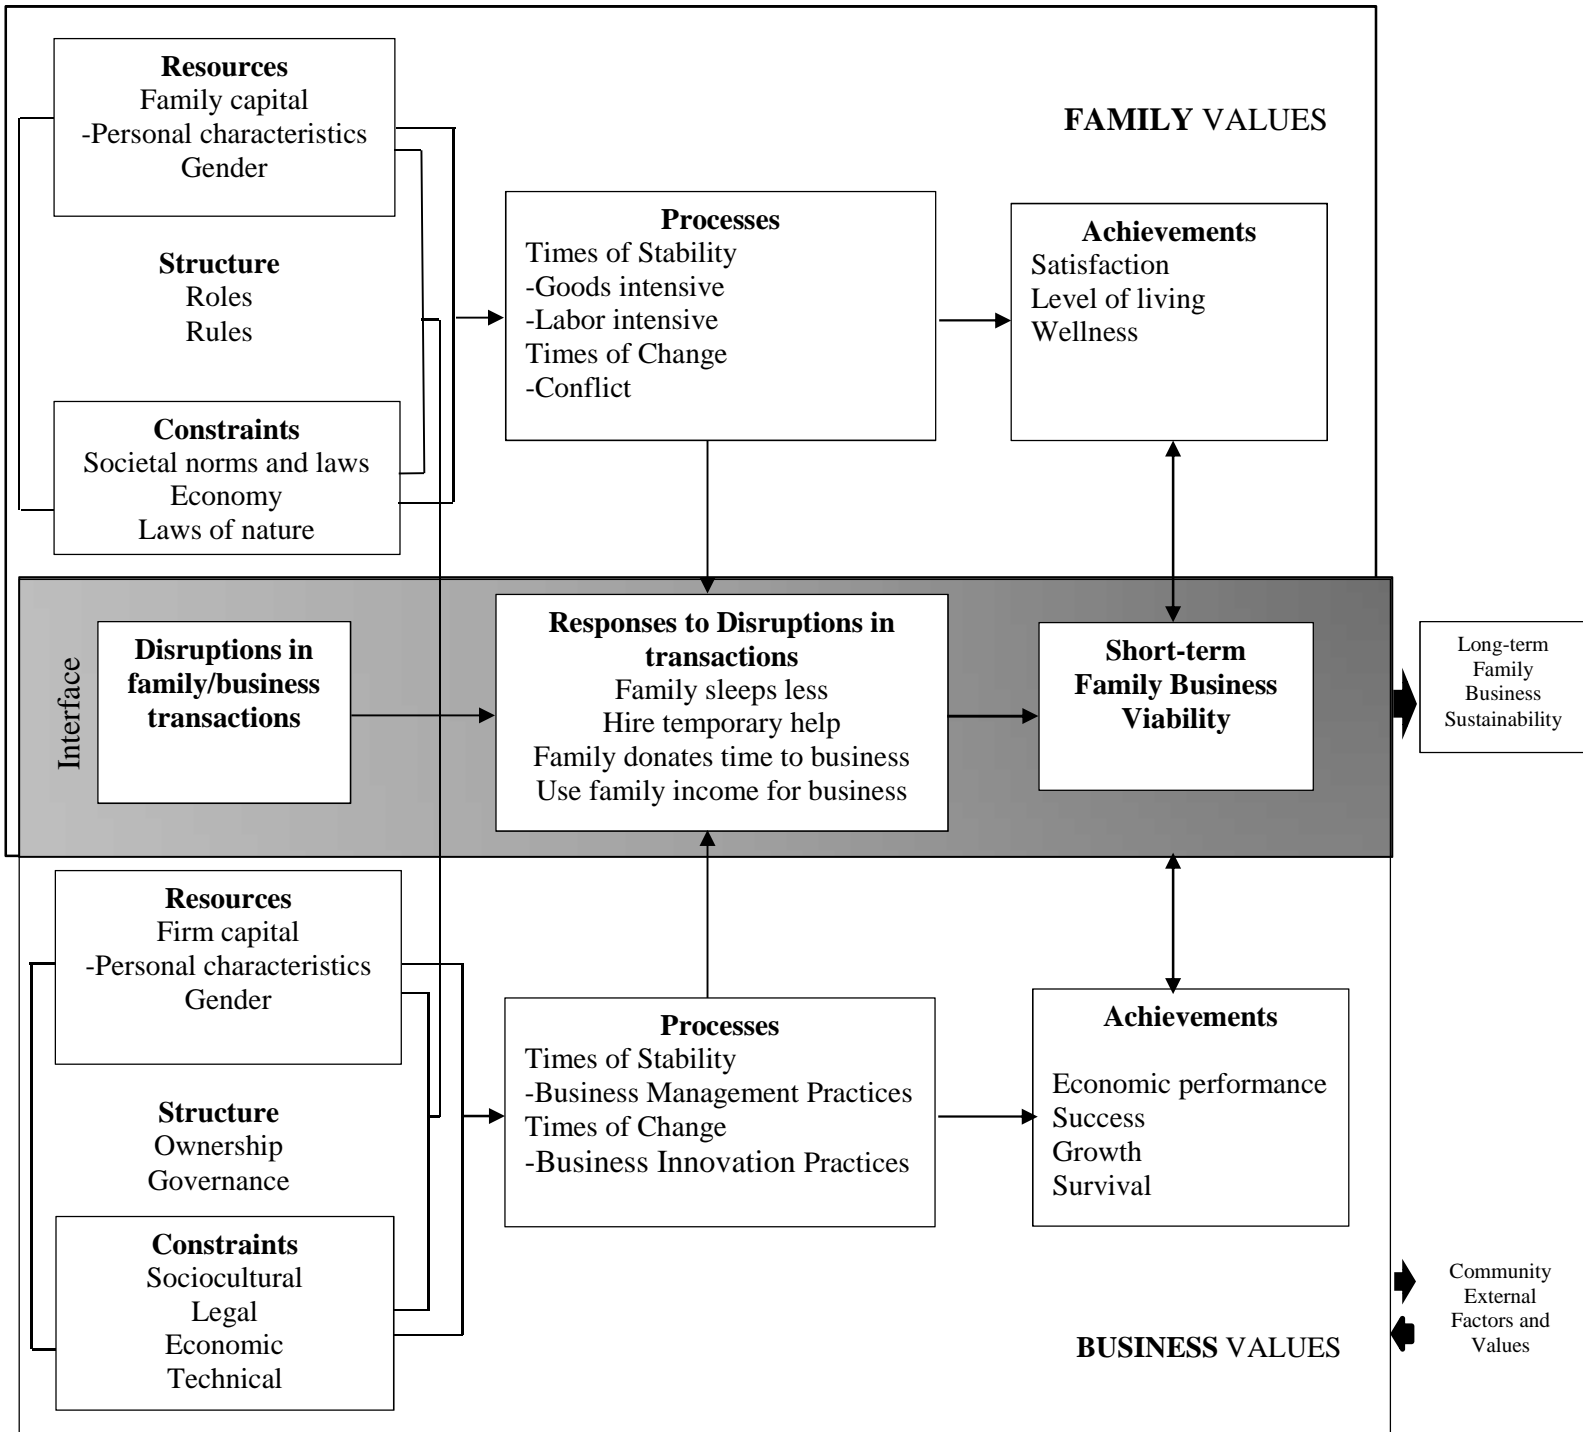 Resources
Family capital
-Personal characteristics
Gender
FAMILY VALUES
Structure
Roles
Rules
Processes
Times of Stability
-Goods intensive
-Labor intensive
Times of Change
-Conflict
Achievements
Satisfaction
Level of living
Wellness
Constraints
Societal norms and laws
Economy
Laws of nature
Interface
Disruptions in
family/business
transactions
Responses to Disruptions in
transactions
Family sleeps less
Hire temporary help
Family donates time to business
Use family income for business
Short-term
Family Business
Viability
Long-term
Family
Business
Sustainability
Resources
Firm capital
-Personal characteristics
Gender
Structure
Ownership
Governance
Processes
Times of Stability
-Business Management Practices
Times of Change
-Business Innovation Practices
Achievements
Economic performance
Success
Growth
Survival
Constraints
Sociocultural
Legal
Economic
Technical
BUSINESS VALUES
Community
External
Factors and
Values